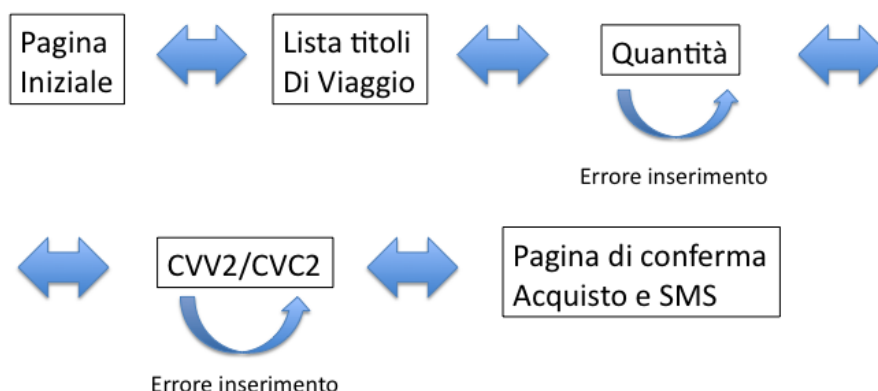 Pagina
Iniziale
Lista titoli
Di Viaggio
Quantità
Errore inserimento
CVV2/CVC2
Pagina di conferma
Acquisto e SMS
Errore inserimento